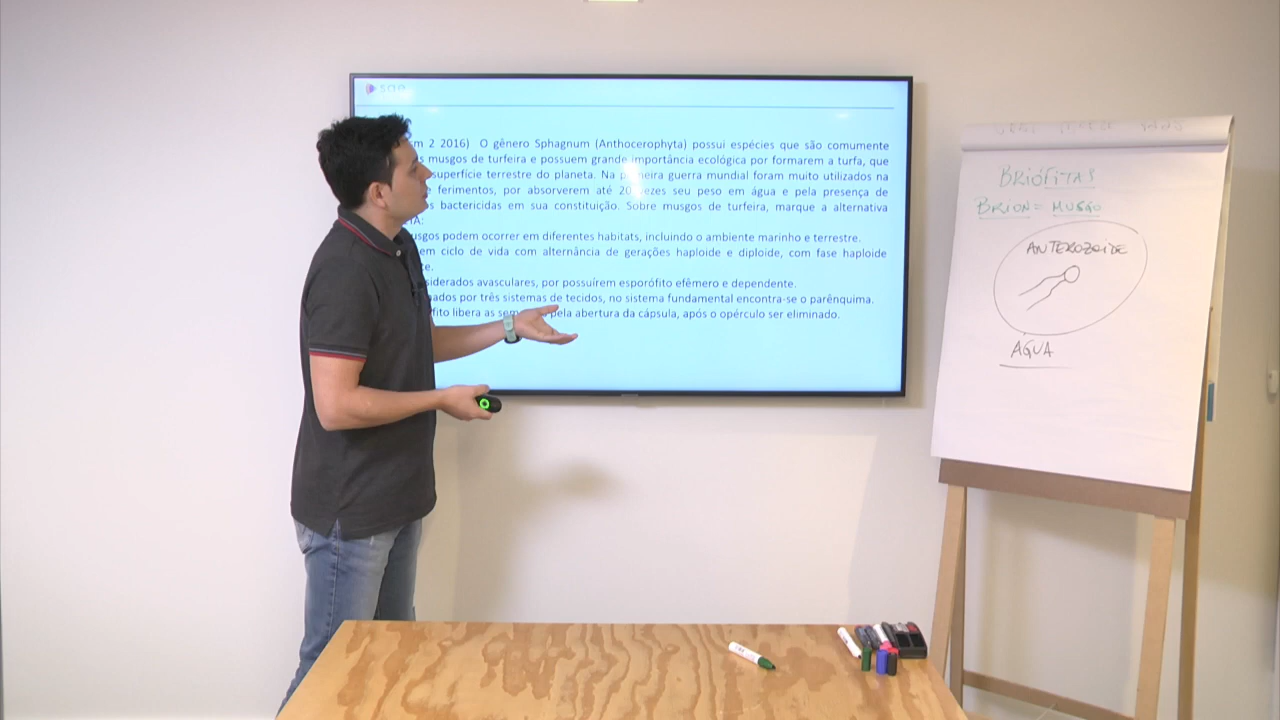 sae
m 2 2016) O gênero Sphagnum (Anthocerophyta) possui espécies que são comumente
s musgos de turfeira e possuem grande importância ecológica por formarem a turfa, que
superfície terrestre do planeta. Na primeira guerra mundial foram muito utilizados na
ferimentos, por absorverem até 20 vezes seu peso em água e pela presença de
s bactericidas em sua constituição. Sobre musgos de turfeira, marque a alternativa
TA:
usgos podem ocorrer em diferentes habitats, incluindo o ambiente marinho e terrestre.
em ciclo de vida com alternância de gerações haploide e diploide, com fase haploide
te.
siderados avasculares, por possuírem esporófito efêmero e dependente.
nados por três sistemas de tecidos, no sistema fundamental encontra-se o parênquima.
fito libera as pela abertura da cápsula, após o opérculo ser eliminado.
BRIÓFITAS
BRION = MUSGO
ANTEROZOIDE
ÁGUA